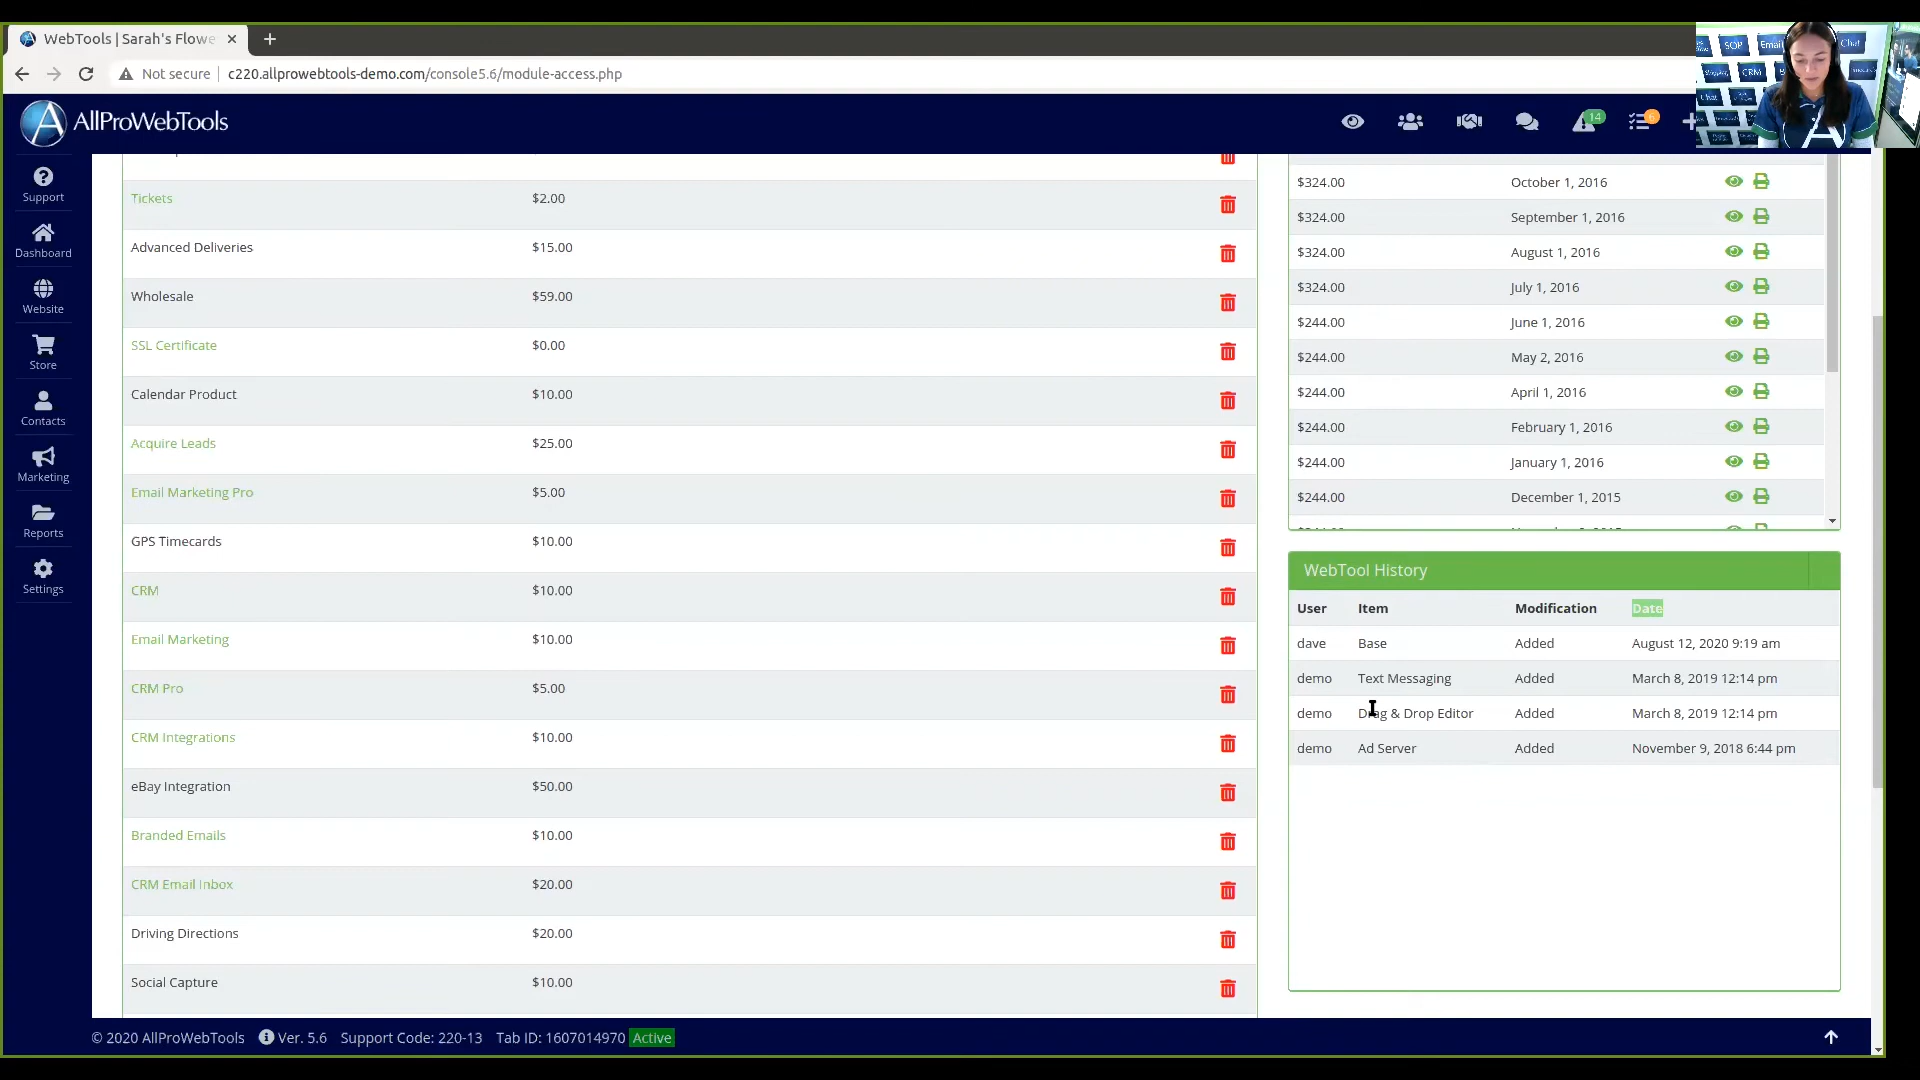 WebTools | Sarah's Flowe
Not secure
c220.allprowebtools-demo.com/console5.6/module-access.php
SOP
Email
Chat
CRM
Chat
AllProWebTools
14
6
Support
Dashboard
Website
Store
Contacts
Marketing
Reports
Settings
Tickets $2.00
Advanced Deliveries $15.00
Wholesale $59.00
SSL Certificate $0.00
Calendar Product $10.00
Acquire Leads $25.00
Email Marketing Pro $5.00
GPS Timecards $10.00
CRM $10.00
Email Marketing $10.00
CRM Pro $5.00
CRM Integrations $10.00
eBay Integration $50.00
Branded Emails $10.00
CRM Email Inbox $20.00
Driving Directions $20.00
Social Capture $10.00
$324.00 October 1, 2016
$324.00 September 1, 2016
$324.00 August 1, 2016
$324.00 July 1, 2016
$244.00 June 1, 2016
$244.00 May 2, 2016
$244.00 April 1, 2016
$244.00 February 1, 2016
$244.00 January 1, 2016
$244.00 December 1, 2015
WebTool History
User Item Modification Date
dave Base Added August 12, 2020 9:19 am
demo Text Messaging Added March 8, 2019 12:14 pm
demo Drag & Drop Editor Added March 8, 2019 12:14 pm
demo Ad Server Added November 9, 2018 6:44 pm
© 2020 AllProWebTools Ver. 5.6 Support Code: 220-13 Tab ID: 1607014970 Active